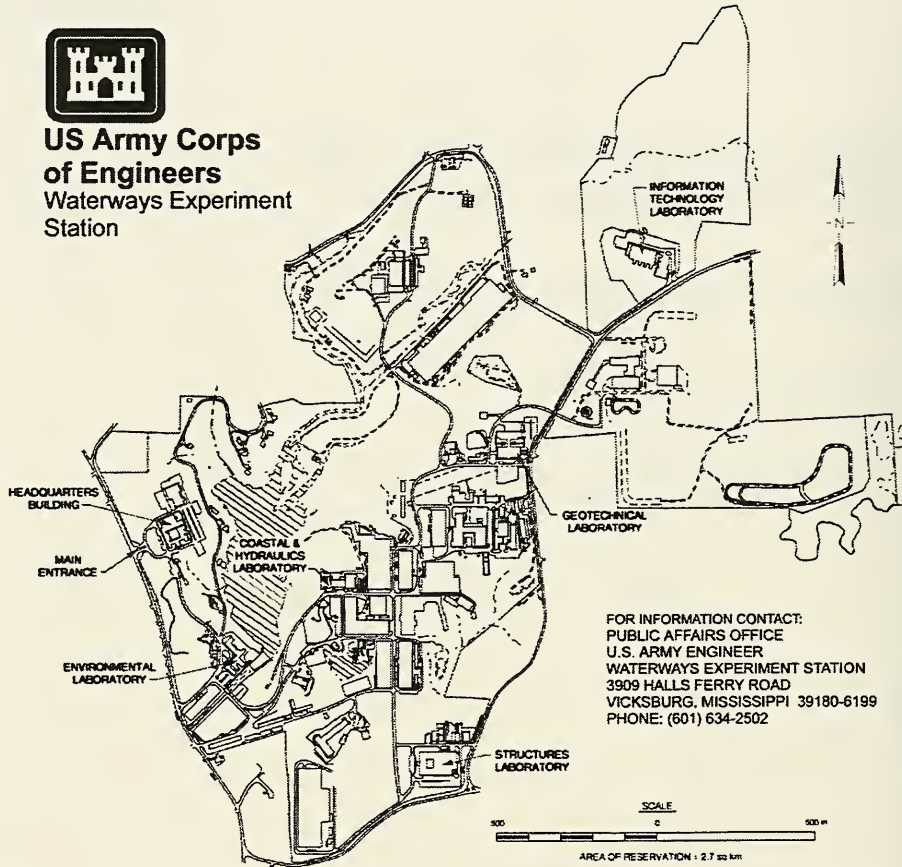 US Army Corps
of Engineers
Waterways Experiment
Station
INFORMATION
TECHNOLOGY
LABORATORY
N
HEADQUARTERS
BUILDING
MAIN
ENTRANCE
COASTAL &
HYDRAULICS
LABORATORY
GEOTECHNICAL
LABORATORY
ENVIRONMENTAL
LABORATORY
STRUCTURES
LABORATORY
FOR INFORMATION CONTACT:
PUBLIC AFFAIRS OFFICE
U.S. ARMY ENGINEER
WATERWAYS EXPERIMENT STATION
3909 HALLS FERRY ROAD
VICKSBURG, MISSISSIPPI 39180-6199
PHONE: (601) 634-2502
SCALE
500 0 500 m
AREA OF RESERVATION : 2.7 sq km